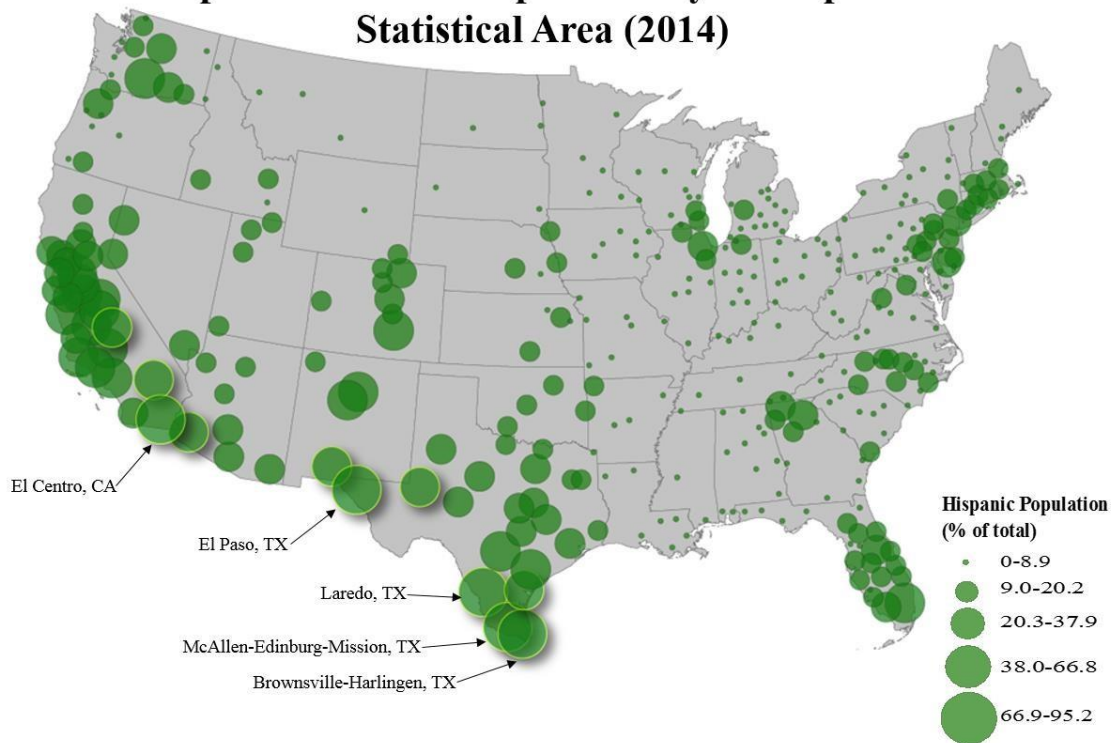 Statistical Area (2014)
El Centro, CA
El Paso, TX
Laredo, TX
McAllen-Edinburg-Mission, TX
Brownsville-Harlingen, TX
Hispanic Population
(% of total)
0-8.9
9.0-20.2
20.3-37.9
38.0-66.8
66.9-95.2